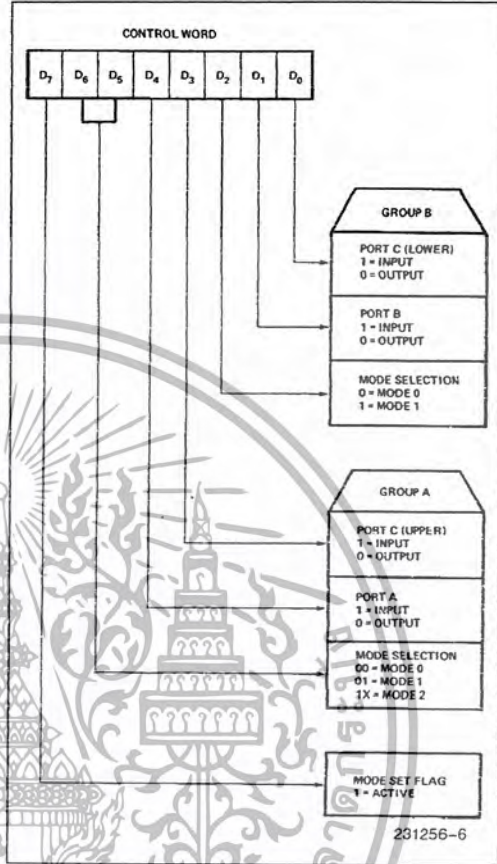 CONTROL WORD
D7 D6 D5 D4 D3 D2 D1 D0
GROUP B
PORT C (LOWER)
1 = INPUT
0 = OUTPUT
PORT B
1 = INPUT
0 = OUTPUT
MODE SELECTION
0 = MODE 0
1 = MODE 1
GROUP A
PORT C (UPPER)
1 = INPUT
0 = OUTPUT
PORT A
1 = INPUT
0 = OUTPUT
MODE SELECTION
00 = MODE 0
01 = MODE 1
1X = MODE 2
MODE SET FLAG
1 = ACTIVE
231256-6